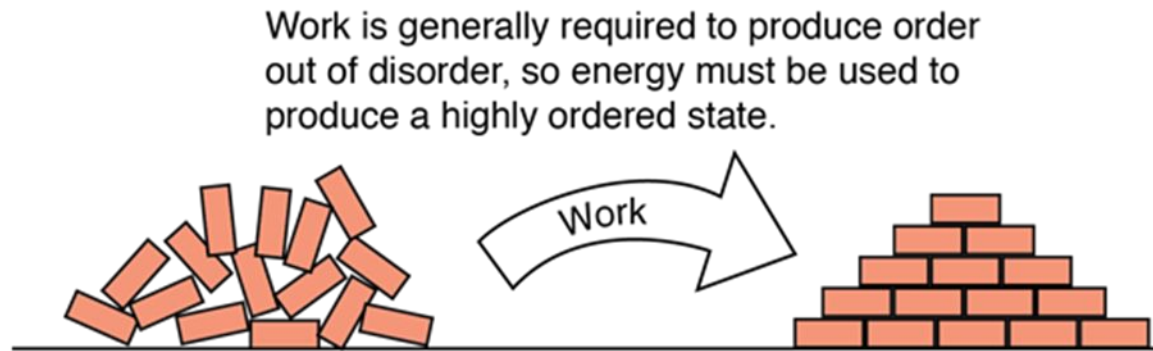 Work is generally required to produce order
out of disorder, so energy must be used to
produce a highly ordered state.
Work